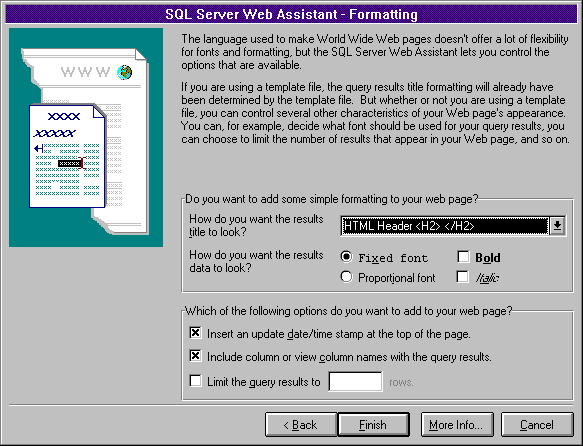 SQL Server Web Assistant - Formatting
WWW
XXXX
XXXXX
The language used to make World Wide Web pages doesn't offer a lot of flexibility
for fonts and formatting, but the SQL Server Web Assistant lets you control the
options that are available.
If you are using a template file, the query results title formatting will already have
been determined by the template file.  But whether or not you are using a template
file, you can control several other characteristics of your Web page's appearance.
You can, for example, decide what font should be used for your query results, you
can choose to limit the number of results that appear in your Web page, and so on.
Do you want to add some simple formatting to your web page?
How do you want the results
title to look?
HTML Header <H2> </H2>
How do you want the results
data to look?
Fixed font
Bold
Proportional font
Italic
Which of the following options do you want to add to your web page?
Insert an update date/time stamp at the top of the page.
Include column or view column names with the query results.
Limit the query results to rows.
< Back
Finish
More Info...
Cancel